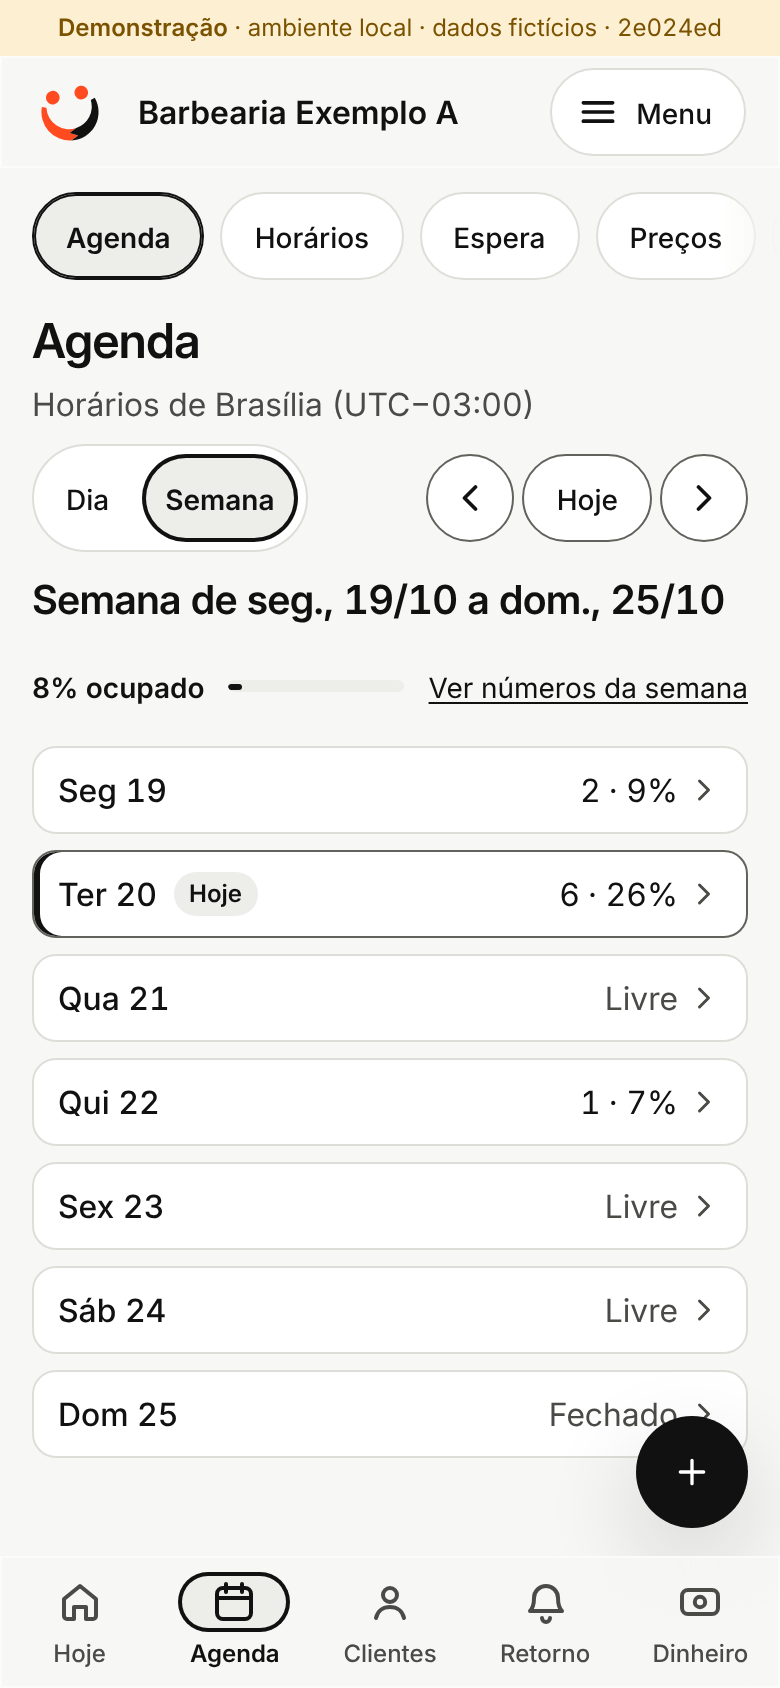 Demonstração · ambiente local · dados fictícios · 2e024ed
Barbearia Exemplo A
Menu
Agenda
Horários
Espera
Preços
Agenda
Horários de Brasília (UTC−03:00)
Dia
Semana
Hoje
Semana de seg., 19/10 a dom., 25/10
8% ocupado
Ver números da semana
Seg 19
2 · 9%
Ter 20
Hoje
6 · 26%
Qua 21
Livre
Qui 22
1 · 7%
Sex 23
Livre
Sáb 24
Livre
Dom 25
Fechado
Hoje
Agenda
Clientes
Retorno
Dinheiro